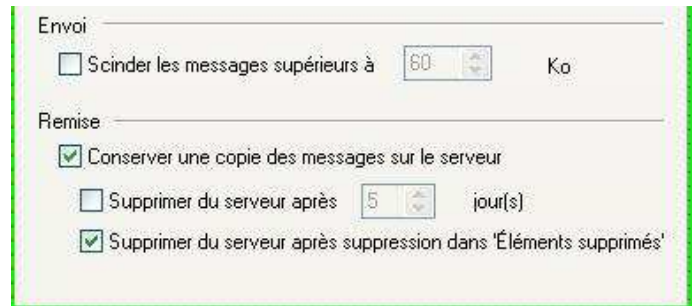 Envoi
Scinder les messages supérieurs à 60 Ko
Remise
Conserver une copie des messages sur le serveur
Supprimer du serveur après 5 jour(s)
Supprimer du serveur après suppression dans 'Éléments supprimés'